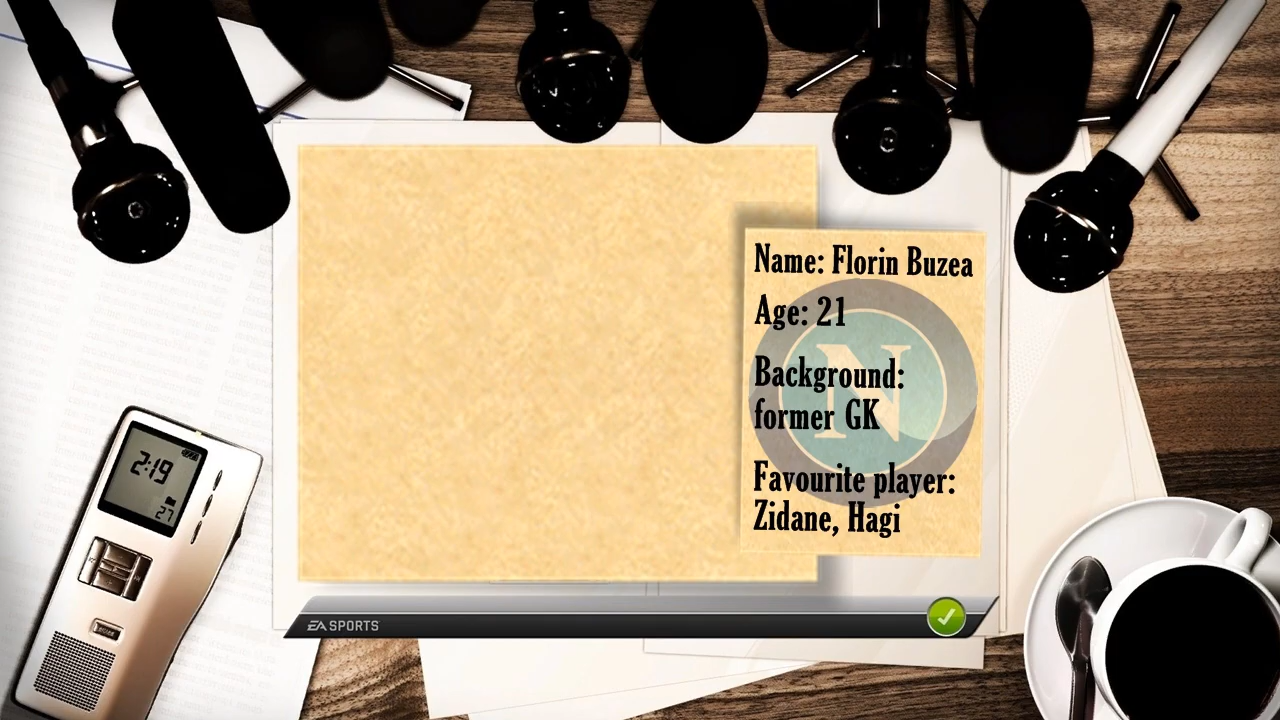 Name: Florin Buzea
Age: 21
Background:
former GK
N
Favourite player:
Zidane, Hagi
2:19
27
EA SPORTS